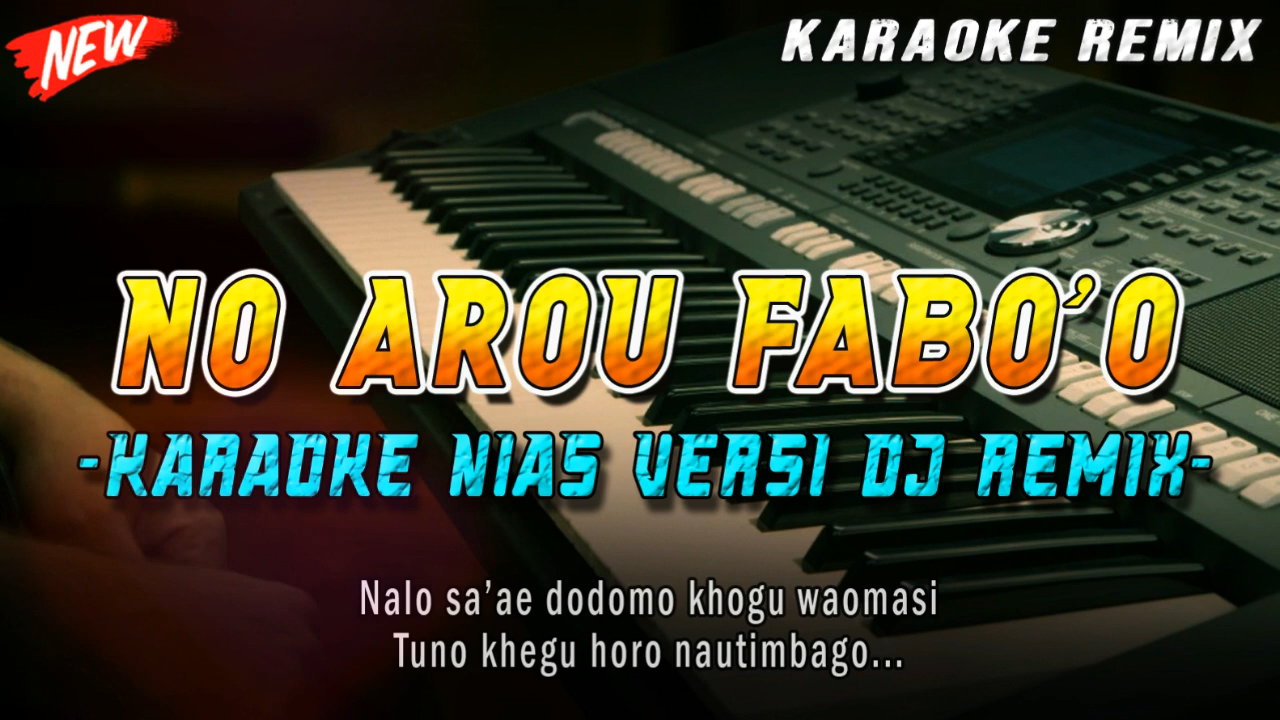 NEW
KARAOKE REMIX
NO AROU FABO'O
-KARAOKE NIAS VERSI DJ REMIX-
Nalo sa'ae dodomo khogu waomasi
Tuno khegu horo nautimbago...